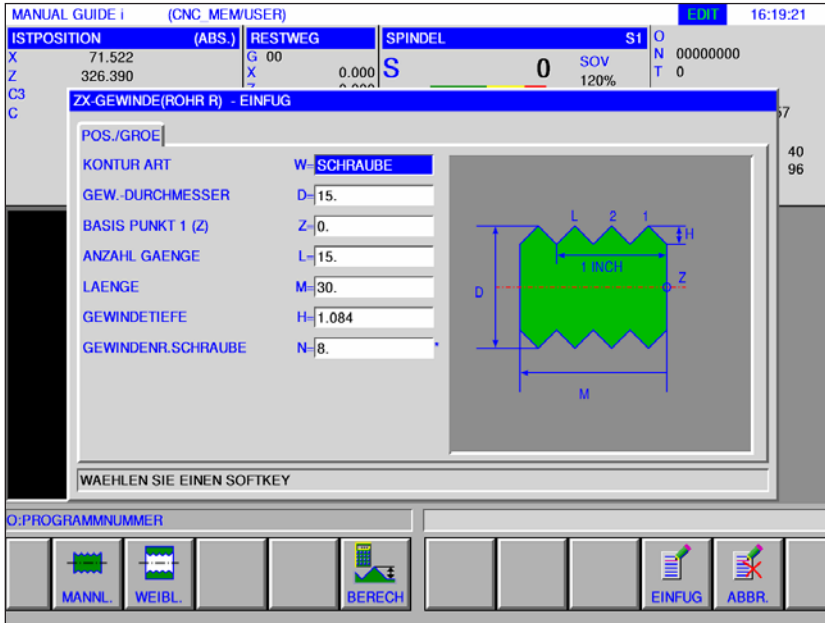 MANUAL GUIDE i (CNC_MEM/USER) EDIT 16:19:21
ISTPOSITION (ABS.) RESTWEG SPINDEL S1 O
X 71.522 G 00 N 00000000
Z 326.390 X 0.000 S 0 SOV T 0
120%
C3
C
ZX-GEWINDE(ROHR R) - EINFUG
POS./GROE
KONTUR ART W= SCHRAUBE
GEW.-DURCHMESSER D= 15.
BASIS PUNKT 1 (Z) Z= 0.
ANZAHL GAENGE L= 15.
LAENGE M= 30.
GEWINDETIEFE H= 1.084
GEWINDENR.SCHRAUBE N= 8. *
L 2 1
H
1 INCH
Z
D
M
40
96
WAEHLEN SIE EINEN SOFTKEY
O:PROGRAMMNUMMER
MANNL. WEIBL. BERECH EINFUG ABBR.